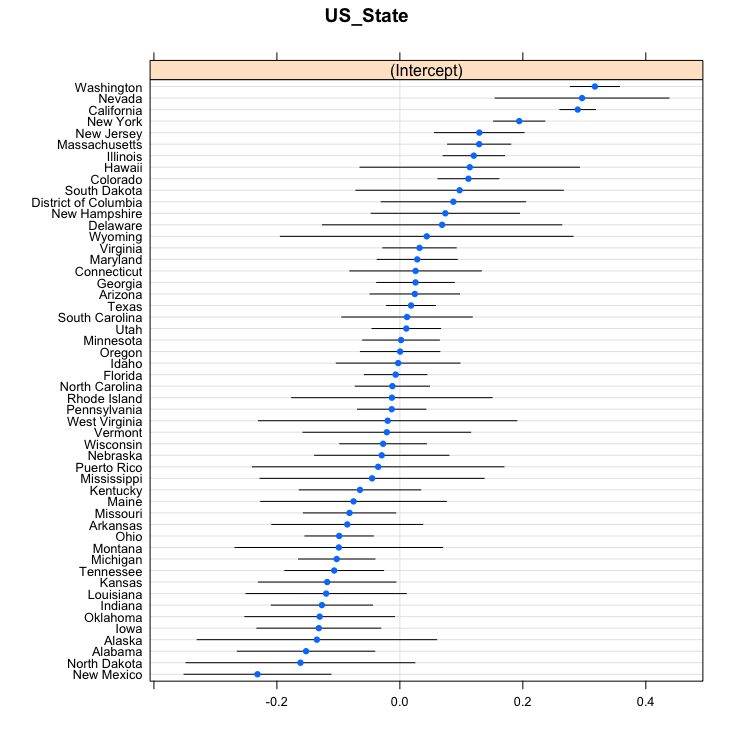 US_State
(Intercept)
Washington
Nevada
California
New York
New Jersey
Massachusetts
Illinois
Hawaii
Colorado
South Dakota
District of Columbia
New Hampshire
Delaware
Wyoming
Virginia
Maryland
Connecticut
Georgia
Arizona
Texas
South Carolina
Utah
Minnesota
Oregon
Idaho
Florida
North Carolina
Rhode Island
Pennsylvania
West Virginia
Vermont
Wisconsin
Nebraska
Puerto Rico
Mississippi
Kentucky
Maine
Missouri
Arkansas
Ohio
Montana
Michigan
Tennessee
Kansas
Louisiana
Indiana
Oklahoma
Iowa
Alaska
Alabama
North Dakota
New Mexico
-0.2 0.0 0.2 0.4